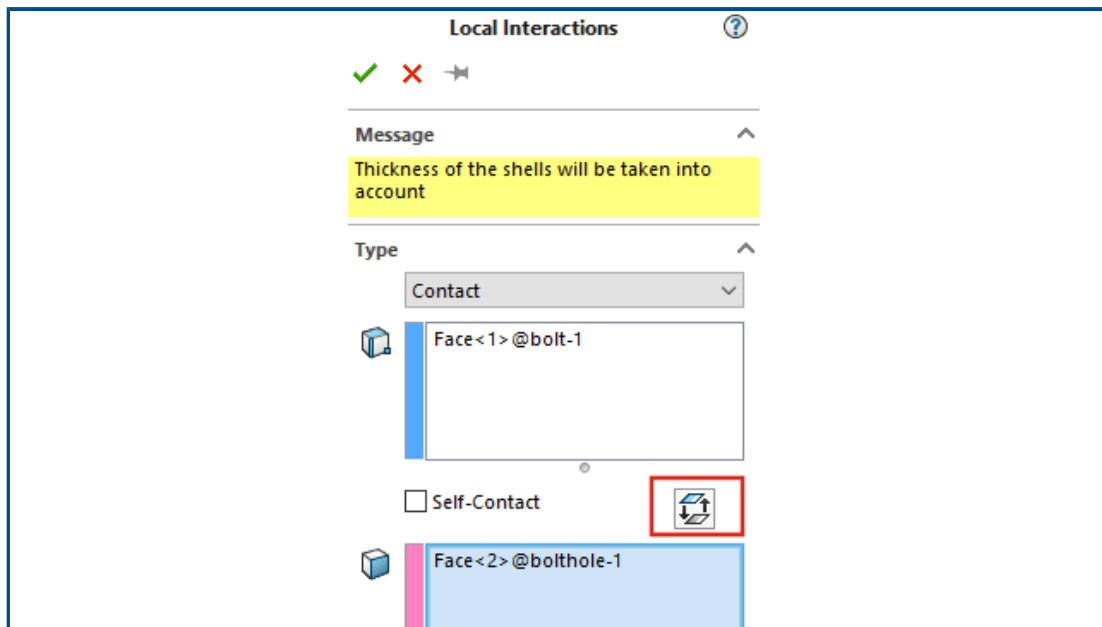 Local Interactions
?
Message
Thickness of the shells will be taken into
account
Type
Contact
Face<1>@bolt-1
Self-Contact
Face<2>@bolthole-1